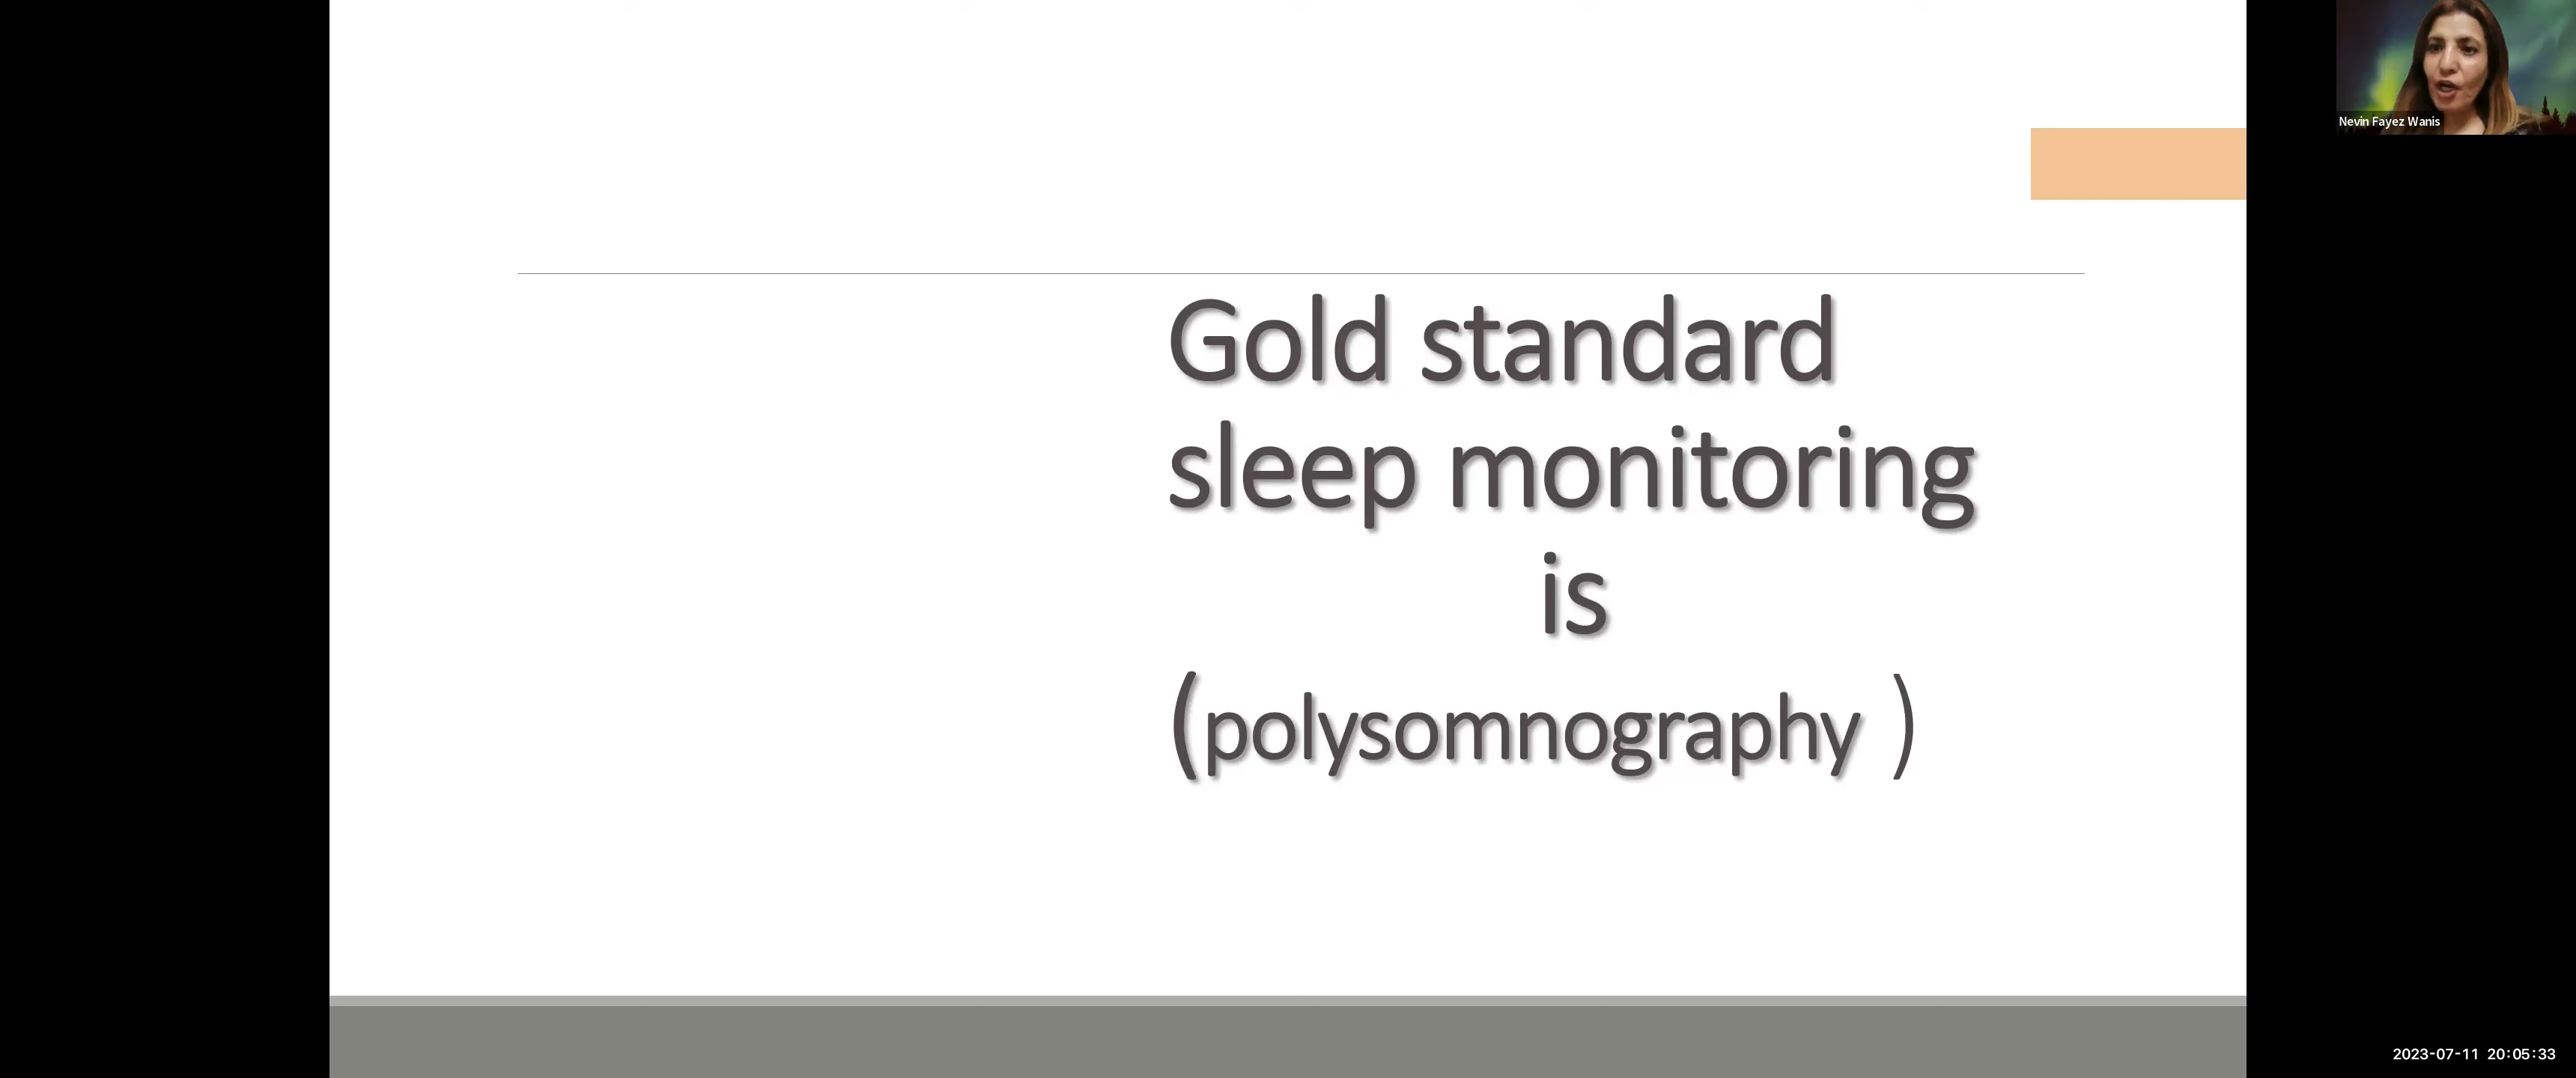 Nevin Fayez Wanis
Gold standard
sleep monitoring
is
(polysomnography )
2023-07-11 20:05:33